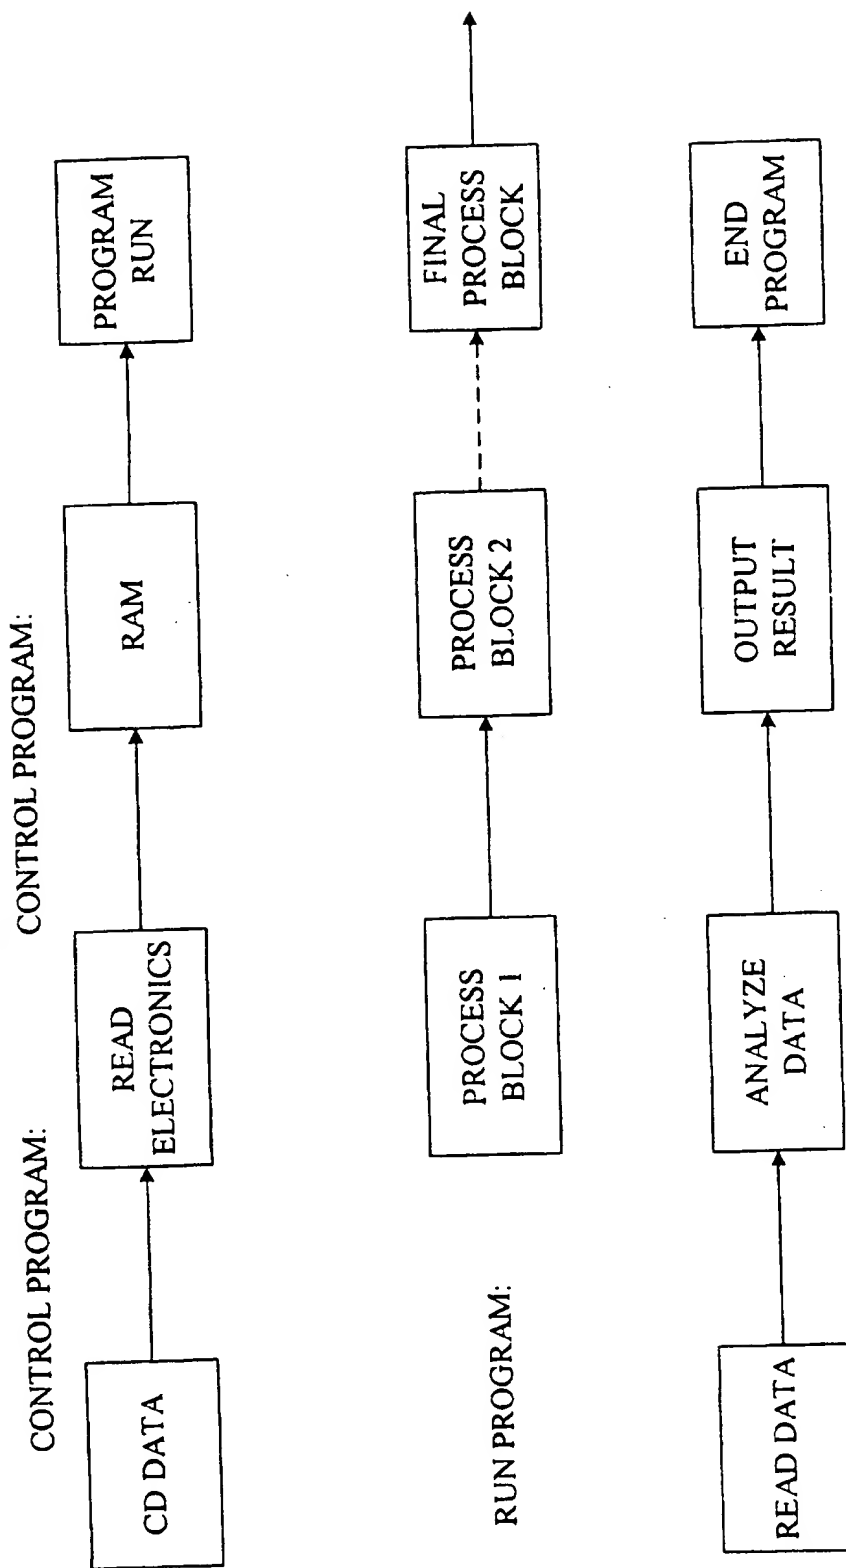 CONTROL PROGRAM:
CONTROL PROGRAM:
CD DATA
READ
ELECTRONICS
RAM
PROGRAM
RUN
RUN PROGRAM:
PROCESS
BLOCK 1
PROCESS
BLOCK 2
FINAL
PROCESS
BLOCK
READ DATA
ANALYZE
DATA
OUTPUT
RESULT
END
PROGRAM